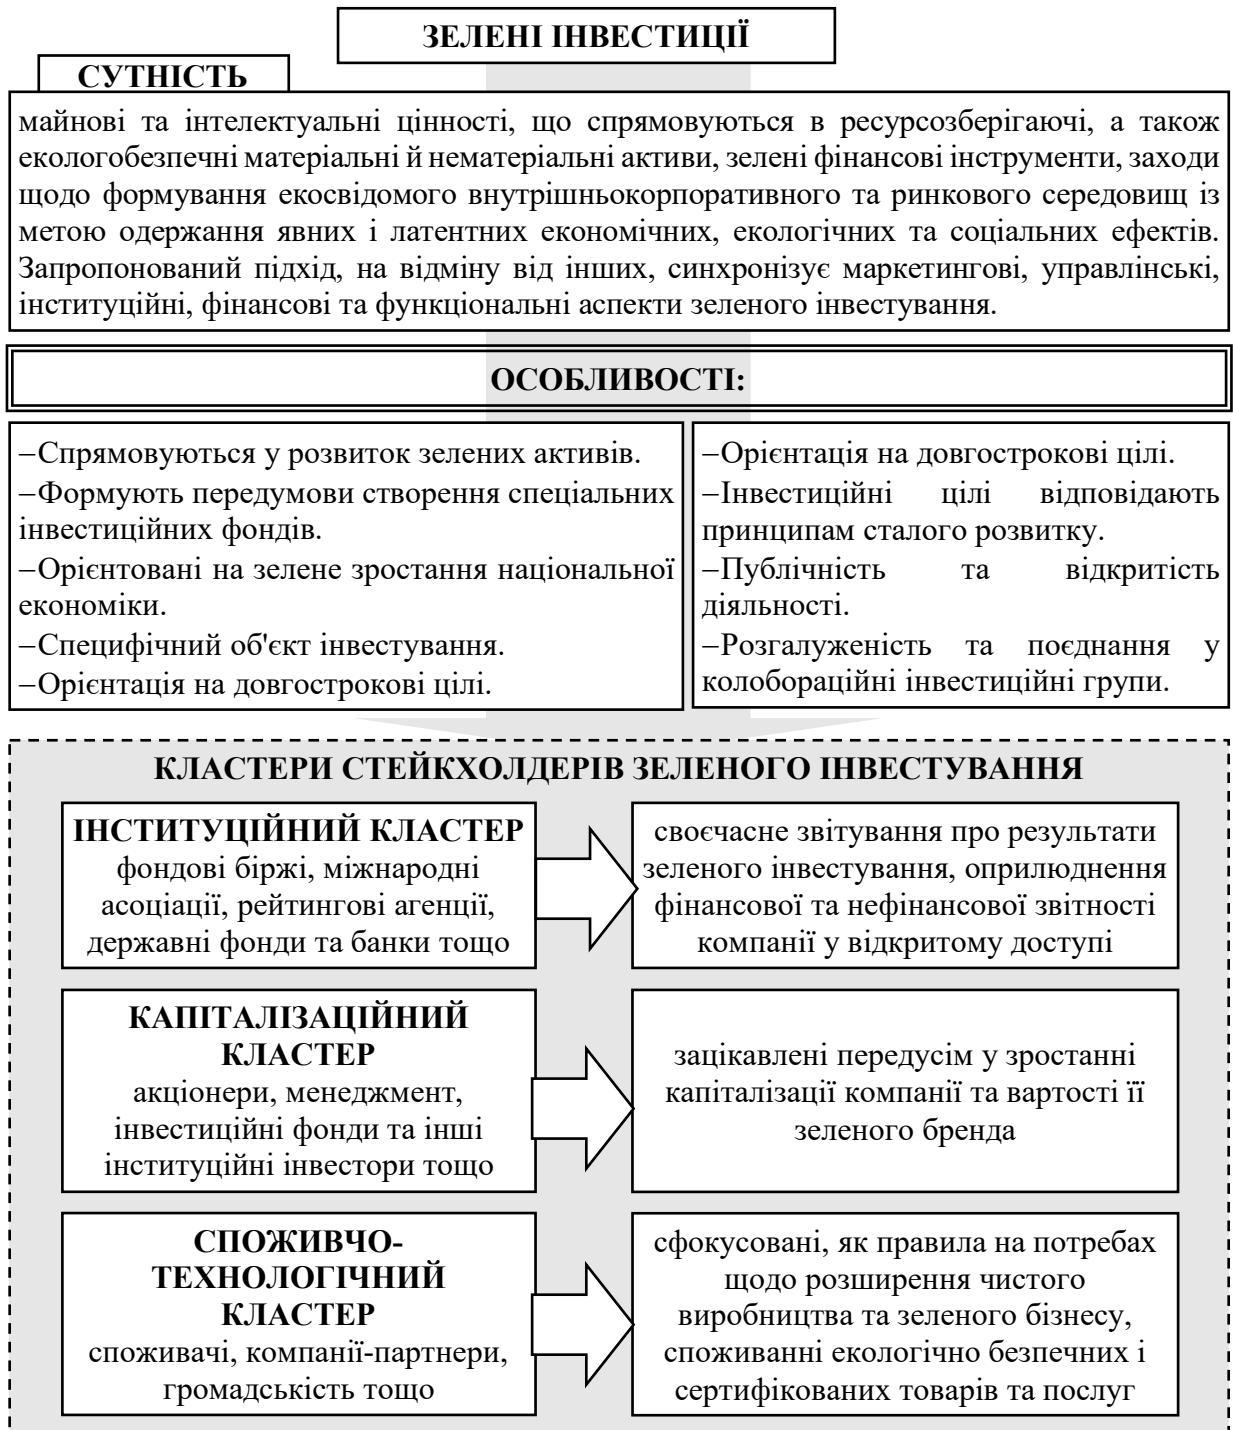 ЗЕЛЕНІ ІНВЕСТИЦІЇ
СУТНІСТЬ
майнові та інтелектуальні цінності, що спрямовуються в ресурсозберігаючі, а також
екологобезпечні матеріальні й нематеріальні активи, зелені фінансові інструменти, заходи
щодо формування екосвідомого внутрішньокорпоративного та ринкового середовищ із
метою одержання явних і латентних економічних, екологічних та соціальних ефектів.
Запропонований підхід, на відміну від інших, синхронізує маркетингові, управлінські,
інституційні, фінансові та функціональні аспекти зеленого інвестування.
ОСОБЛИВОСТІ:
–Спрямовуються у розвиток зелених активів.
–Формують передумови створення спеціальних
інвестиційних фондів.
–Орієнтовані на зелене зростання національної
економіки.
–Специфічний об'єкт інвестування.
–Орієнтація на довгострокові цілі.
–Орієнтація на довгострокові цілі.
–Інвестиційні цілі відповідають
принципам сталого розвитку.
–Публічність та відкритість
діяльності.
–Розгалуженість та поєднання у
колобораційні інвестиційні групи.
КЛАСТЕРИ СТЕЙКХОЛДЕРІВ ЗЕЛЕНОГО ІНВЕСТУВАННЯ
ІНСТИТУЦІЙНИЙ КЛАСТЕР
фондові біржі, міжнародні
асоціації, рейтингові агенції,
державні фонди та банки тощо
своєчасне звітування про результати
зеленого інвестування, оприлюднення
фінансової та нефінансової звітності
компанії у відкритому доступі
КАПІТАЛІЗАЦІЙНИЙ
КЛАСТЕР
акціонери, менеджмент,
інвестиційні фонди та інші
інституційні інвестори тощо
зацікавлені передусім у зростанні
капіталізації компанії та вартості її
зеленого бренда
СПОЖИВЧО-
ТЕХНОЛОГІЧНИЙ
КЛАСТЕР
споживачі, компанії-партнери,
громадськість тощо
сфокусовані, як правила на потребах
щодо розширення чистого
виробництва та зеленого бізнесу,
споживанні екологічно безпечних і
сертифікованих товарів та послуг